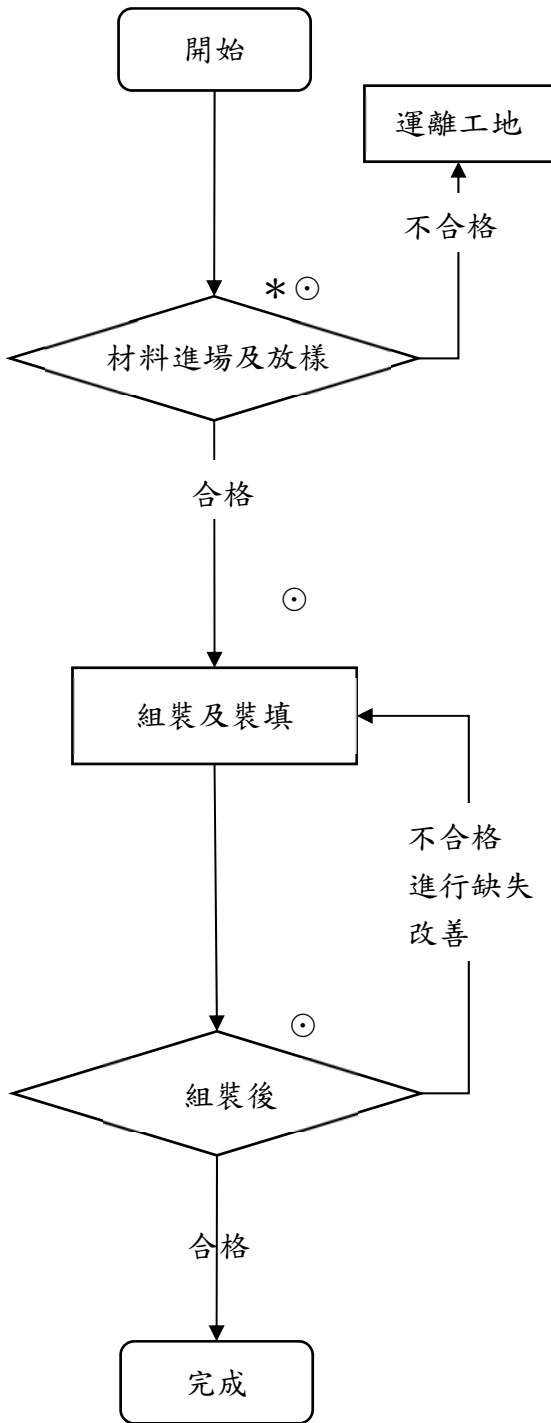 開始
運離工地
不合格
＊⊙
材料進場及放樣
合格
⊙
組裝及裝填
不合格
進行缺失
改善
⊙
組裝後
合格
完成